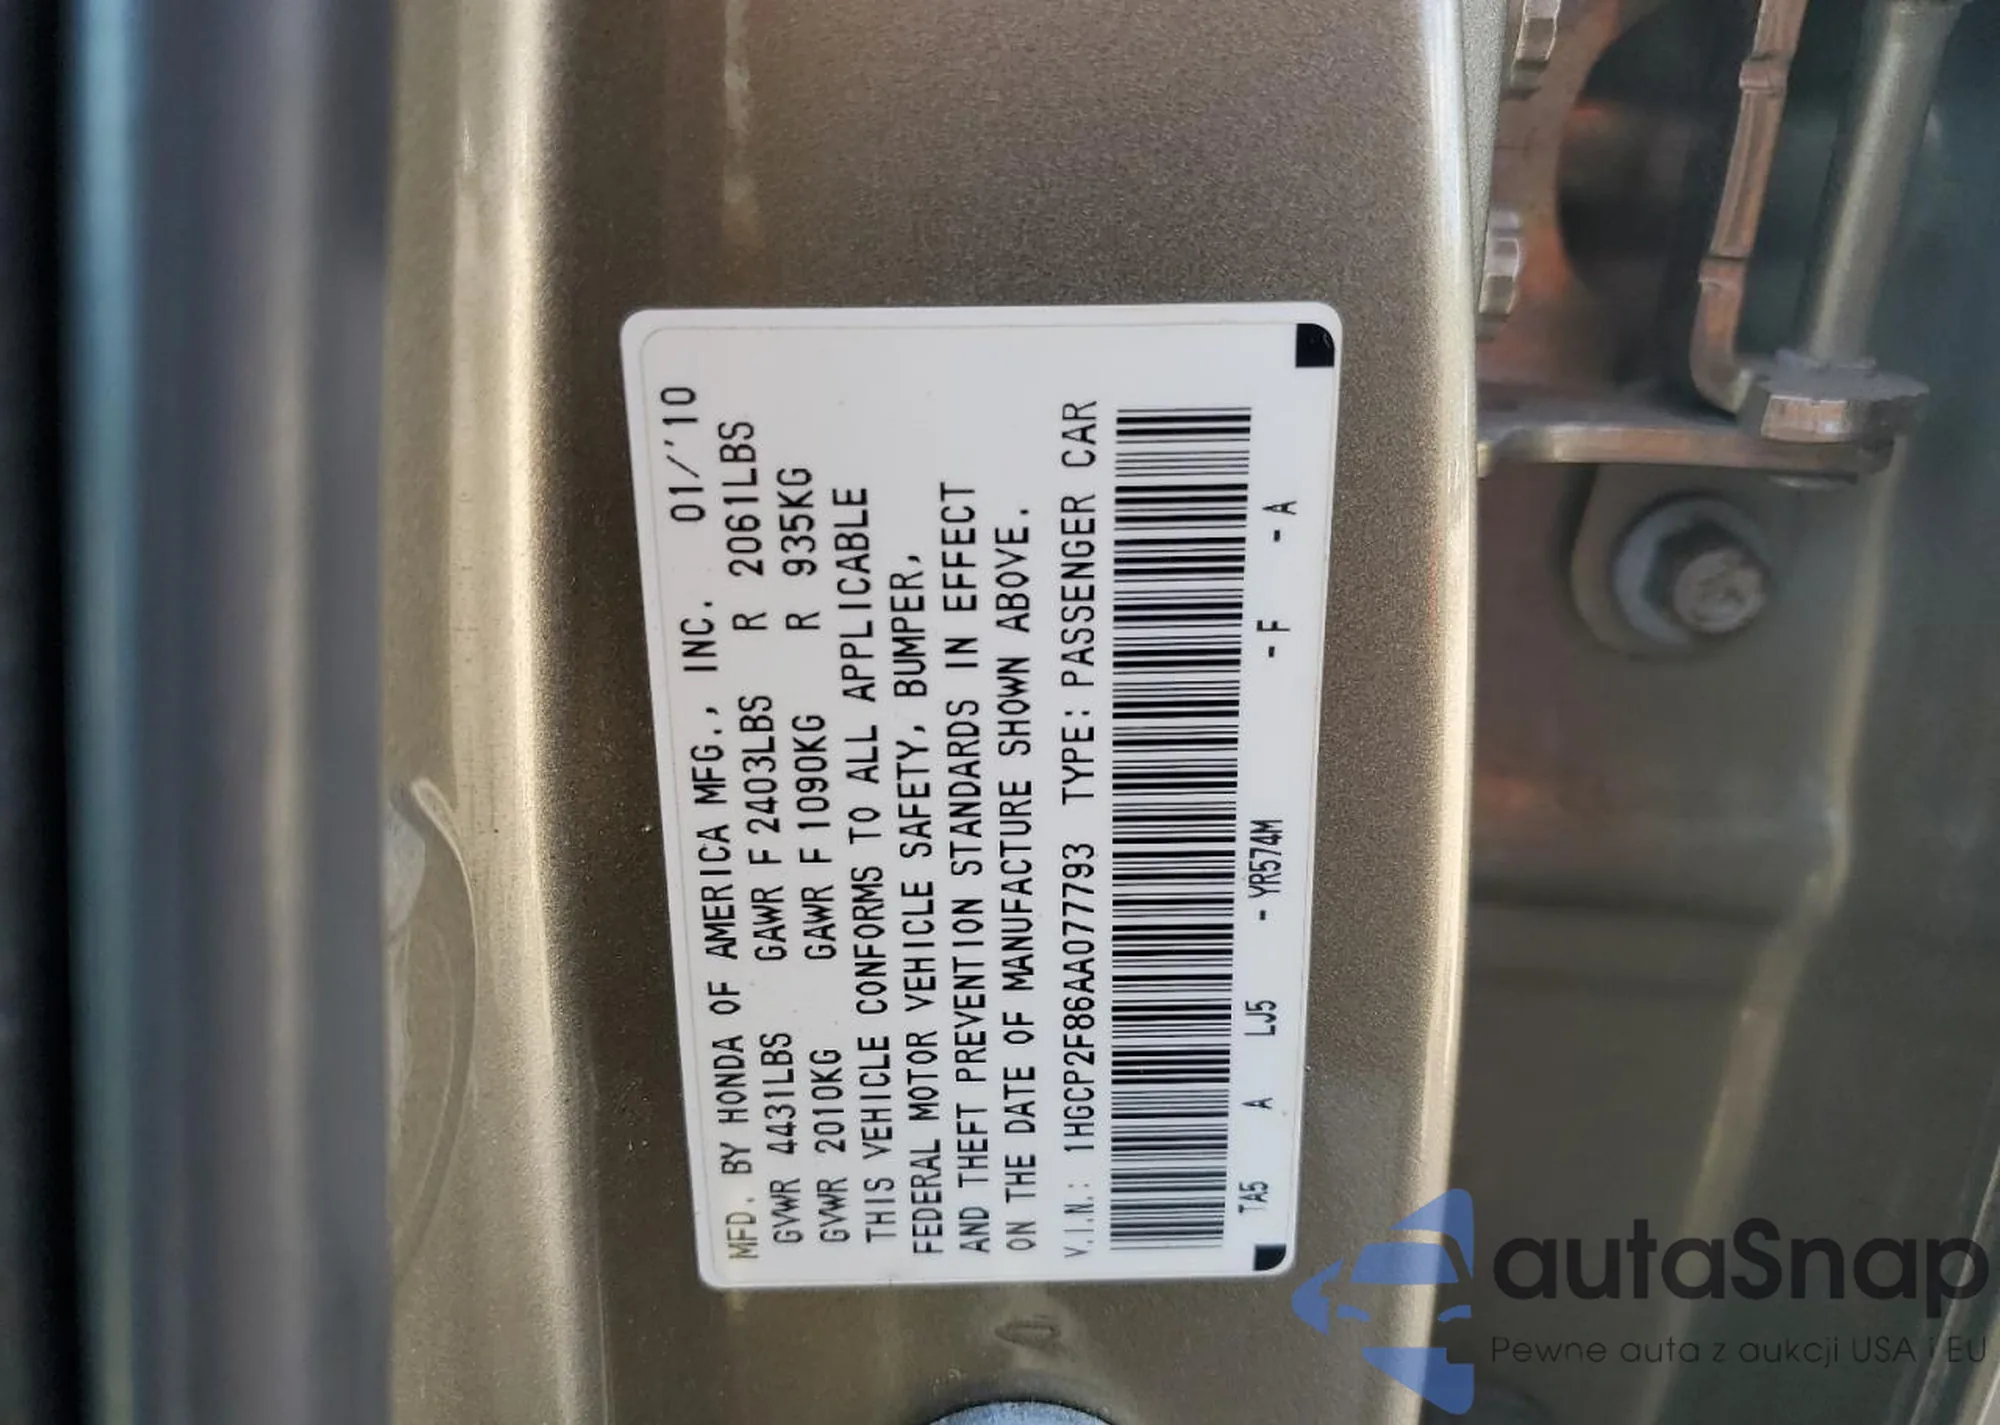 MFD. BY HONDA OF AMERICA MFG., INC. 01/'10
GVWR 4431LBS GAWR F 2403LBS R 2061LBS
GVWR 2010KG GAWR F 1090KG R 935KG
THIS VEHICLE CONFORMS TO ALL APPLICABLE
FEDERAL MOTOR VEHICLE SAFETY, BUMPER,
AND THEFT PREVENTION STANDARDS IN EFFECT
ON THE DATE OF MANUFACTURE SHOWN ABOVE.
V.I.N.: 1HGCP2F86AA077793 TYPE: PASSENGER CAR
TA5 A LJ5 - YR574M - F - A
autaSnap
Pewne auta z aukcji USA i EU